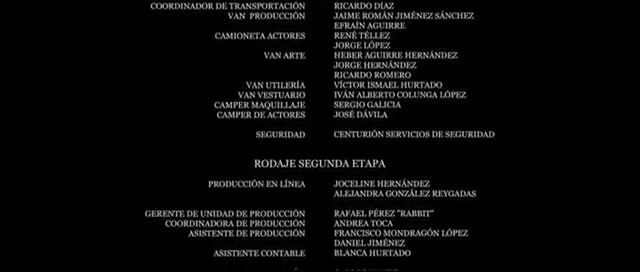 COORDINADOR DE TRANSPORTACIÓN RICARDO DÍAZ
VAN PRODUCCIÓN JAIME ROMÁN JIMÉNEZ SÁNCHEZ
EFRAÍN AGUIRRE
CAMIONETA ACTORES RENÉ TÉLLEZ
JORGE LÓPEZ
VAN ARTE HEBER AGUIRRE HERNÁNDEZ
JORGE HERNÁNDEZ
RICARDO ROMERO
VAN UTILERÍA VÍCTOR ISMAEL HURTADO
VAN VESTUARIO IVÁN ALBERTO COLUNGA LÓPEZ
CAMPER MAQUILLAJE SERGIO GALICIA
CAMPER DE ACTORES JOSÉ DÁVILA
SEGURIDAD CENTURIÓN SERVICIOS DE SEGURIDAD
RODAJE SEGUNDA ETAPA
PRODUCCIÓN EN LÍNEA JOCELINE HERNÁNDEZ
ALEJANDRA GONZÁLEZ REYGADAS
GERENTE DE UNIDAD DE PRODUCCIÓN RAFAEL PÉREZ "RABBIT"
COORDINADORA DE PRODUCCIÓN ANDREA TOCA
ASISTENTE DE PRODUCCIÓN FRANCISCO MONDRAGÓN LÓPEZ
DANIEL JIMÉNEZ
ASISTENTE CONTABLE BLANCA HURTADO